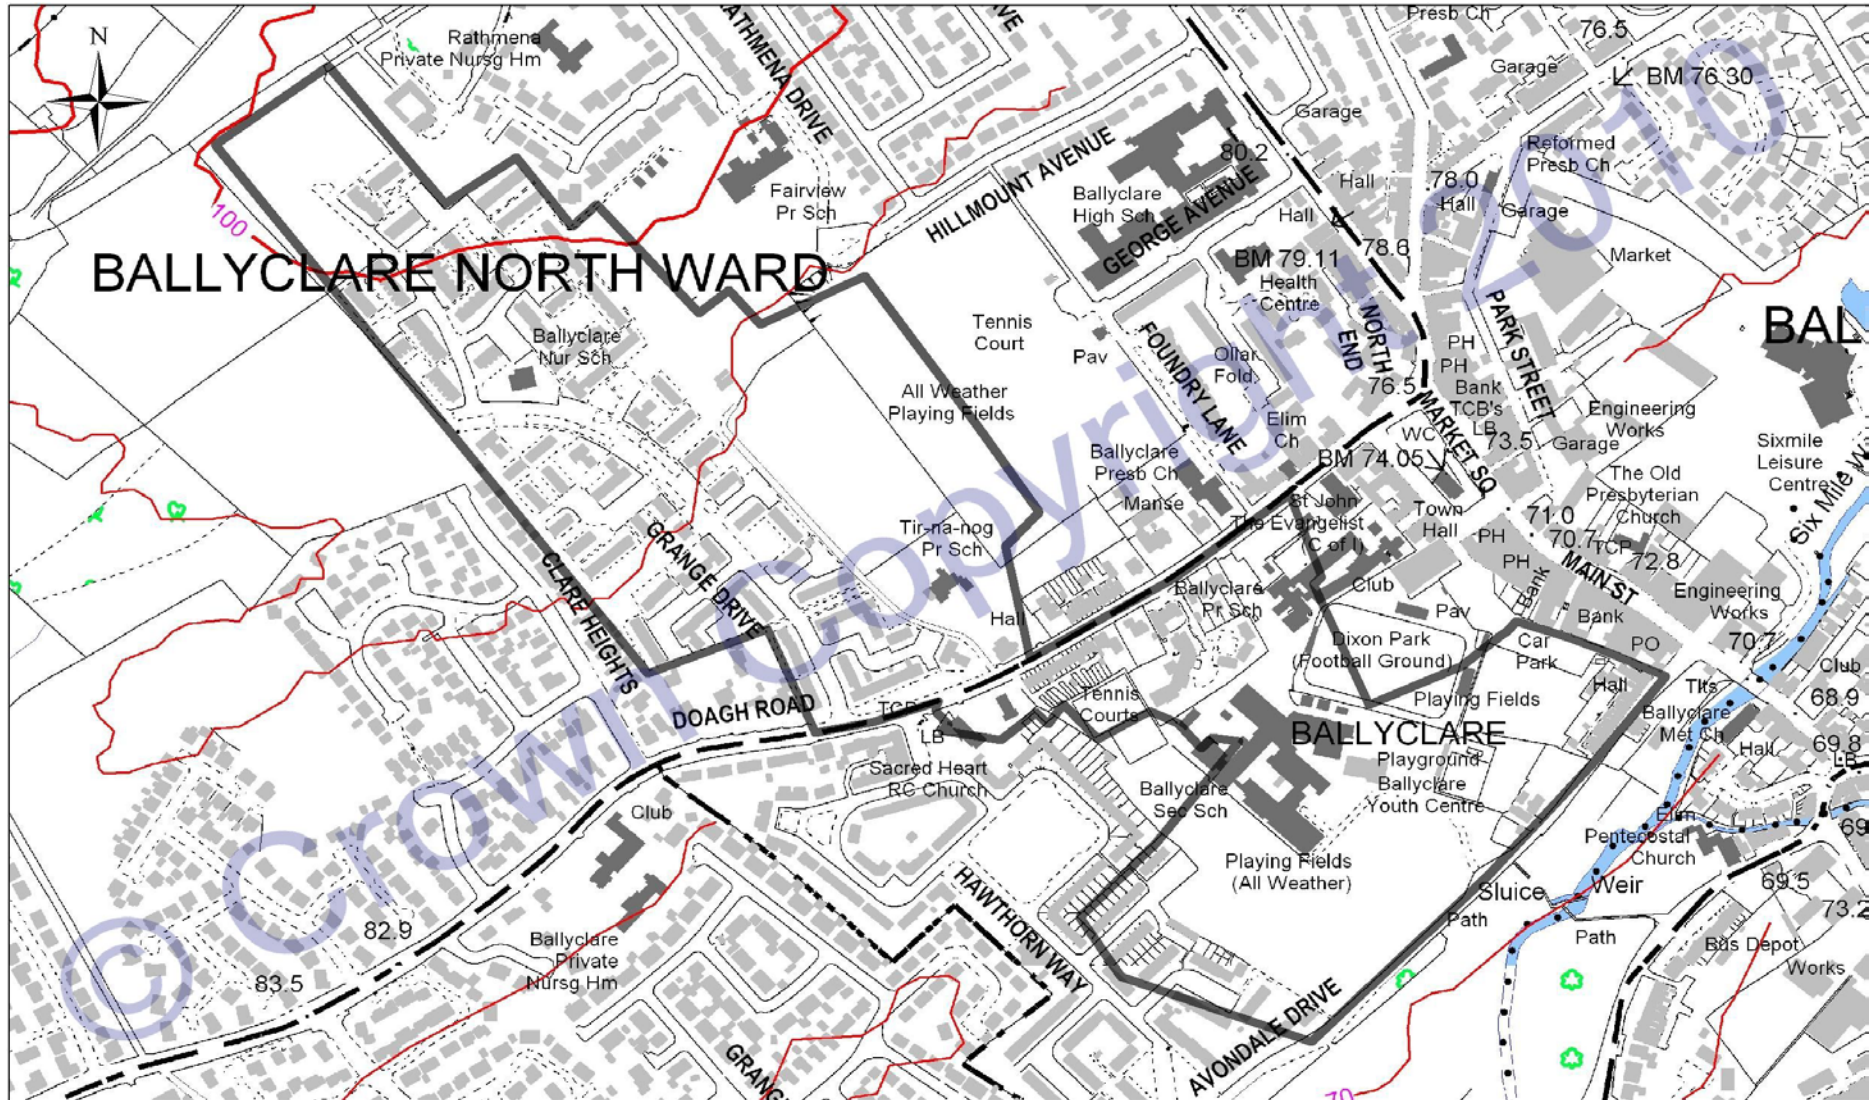 N
Rathmena
Private Nursg Hm
RATHMENA DRIVE
Presb Ch
76.5
Garage
BM 76.30
Garage
Reformed
Presb Ch
HILLMOUNT AVENUE
80.2
Ballyclare
High Sch
GEORGE AVENUE
Fairview
Pr Sch
Hall
78.0
Hall
Garage
Hall
78.6
Market
100
BALLYCLARE NORTH WARD
BM 79.11
Health
Centre
PARK STREET
NORTH
END
BAL
Tennis
Court
Pav
FOUNDRY LANE
Ollar
Fold
PH
PH
Bank
TCB's
LB
Ballyclare
Nur Sch
All Weather
Playing Fields
76.5
MARKET SQ
Engineering
Works
Elim
Ch
WC
73.5
Garage
Ballyclare
Presb Ch
BM 74.05
Sixmile
Leisure
Centre
The Old
Presbyterian
Church
Manse
St John
The Evangelist
C of I
Town
Hall
71.0
70.7
Six Mile W
Tir-na-nog
Pr Sch
PH
PH
TCP
72.8
GRANGE DRIVE
CLARE HEIGHTS
Ballyclare
Pr Sch
Club
Bank
MAIN ST
Engineering
Works
Hall
Pav
Bank
Dixon Park
(Football Ground)
Car
Park
PO
70.7
Club
DOAGH ROAD
TCB
LB
Tennis
Courts
Playing Fields
Hall
Tlts
68.9
Ballyclare
Met Ch
BALLYCLARE
Hall
69.8
LB
Sacred Heart
RC Church
Playground
Ballyclare
Youth Centre
Ballyclare
Sec Sch
Club
Elim
Pentecostal
Church
69
Playing Fields
(All Weather)
HAWTHORN WAY
Sluice
Weir
69.5
73.2
82.9
Path
Path
Ballyclare
Private
Nursg Hm
Bus Depot
Works
83.5
AVONDALE DRIVE
GRANG
70
© Crown Copyright 2010